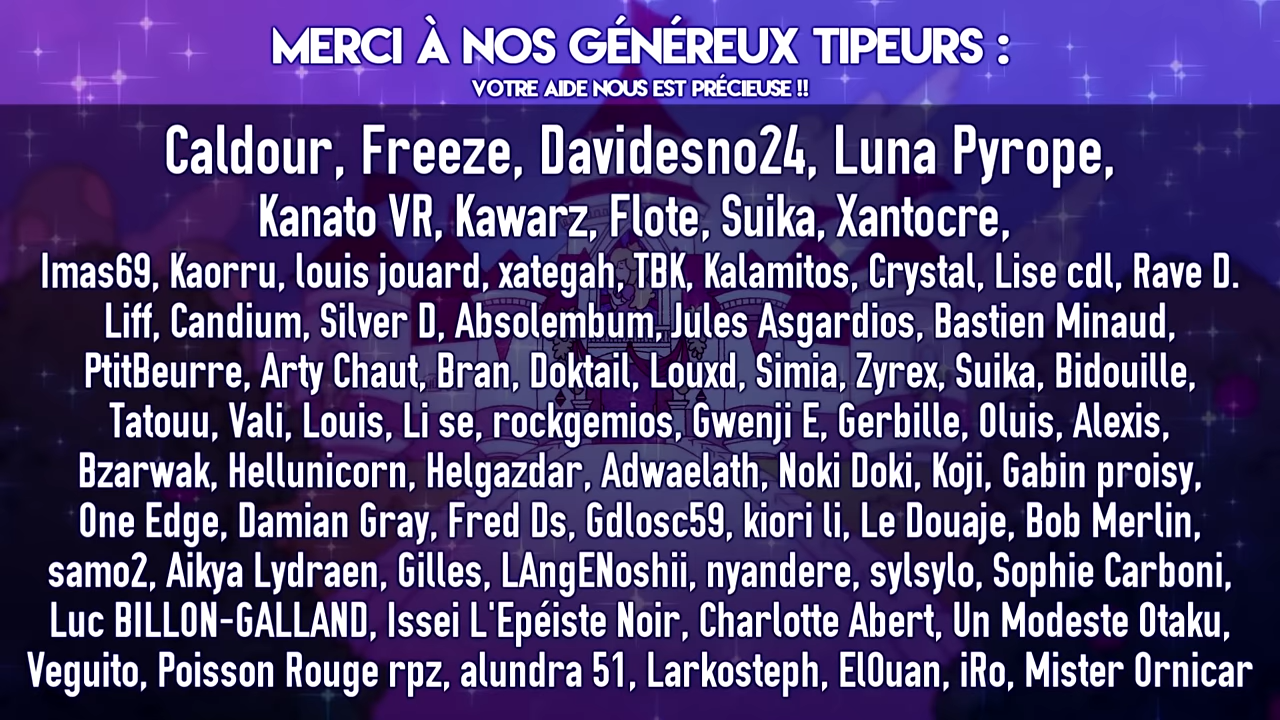 MERCI À NOS GÉNÉREUX TIPEURS :
VOTRE AIDE NOUS EST PRÉCIEUSE !!
Caldour, Freeze, Davidesno24, Luna Pyrope,
Kanato VR, Kawarz, Flote, Suika, Xantocre,
Imas69, Kaorru, louis jouard, xategah, TBK, Kalamitos, Crystal, Lise cdl, Rave D.
Liff, Candium, Silver D, Absolembum, Jules Asgardios, Bastien Minaud,
PtitBeurre, Arty Chaut, Bran, Doktail, Louxd, Simia, Zyrex, Suika, Bidouille,
Tatouu, Vali, Louis, Li se, rockgemios, Gwenji E, Gerbille, Oluis, Alexis,
Bzarwak, Hellunicorn, Helgazdar, Adwaelath, Noki Doki, Koji, Gabin proisy,
One Edge, Damian Gray, Fred Ds, Gdlosc59, kiori li, Le Douaje, Bob Merlin,
samo2, Aikya Lydraen, Gilles, LAngENoshii, nyandere, sylsylo, Sophie Carboni,
Luc BILLON-GALLAND, Issei L'Epéiste Noir, Charlotte Abert, Un Modeste Otaku,
Veguito, Poisson Rouge rpz, alundra 51, Larkosteph, ElOuan, iRo, Mister Ornicar